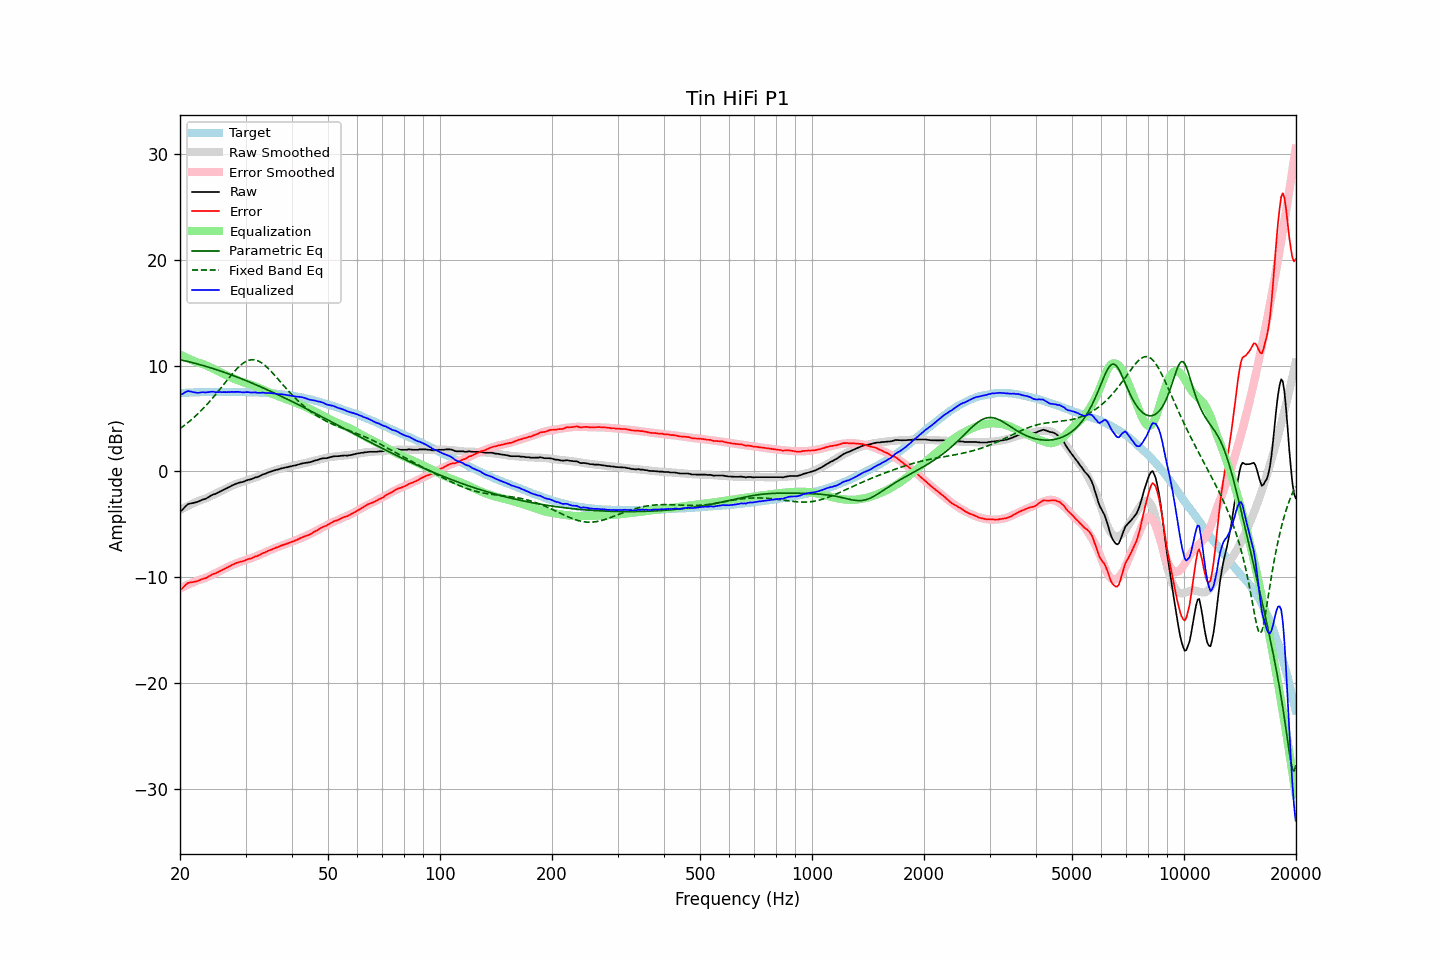 Tin HiFi P1
Target
Raw Smoothed
Error Smoothed
Raw
Error
Equalization
Parametric Eq
Fixed Band Eq
Equalized
30
20
10
0
−10
−20
−30
Amplitude (dBr)
20 50 100 200 500 1000 2000 5000 10000 20000
Frequency (Hz)